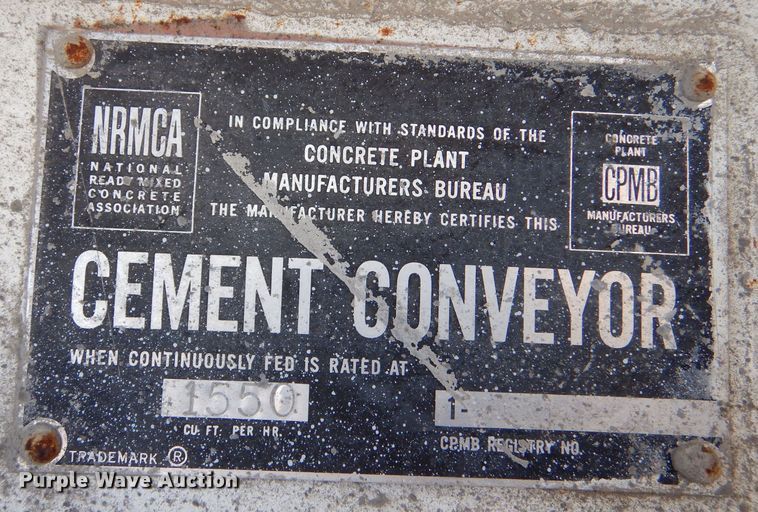 NRMCA
NATIONAL
READY MIXED
CONCRETE
ASSOCIATION
IN COMPLIANCE WITH STANDARDS OF THE
CONCRETE PLANT
MANUFACTURERS BUREAU
THE MANUFACTURER HEREBY CERTIFIES THIS
CONCRETE
PLANT
CPMB
MANUFACTURERS
BUREAU
CEMENT CONVEYOR
WHEN CONTINUOUSLY FED IS RATED AT
1550
CU. FT. PER HR.
1-
CPMB REGISTRY NO.
TRADEMARK ®
Purple Wave Auction